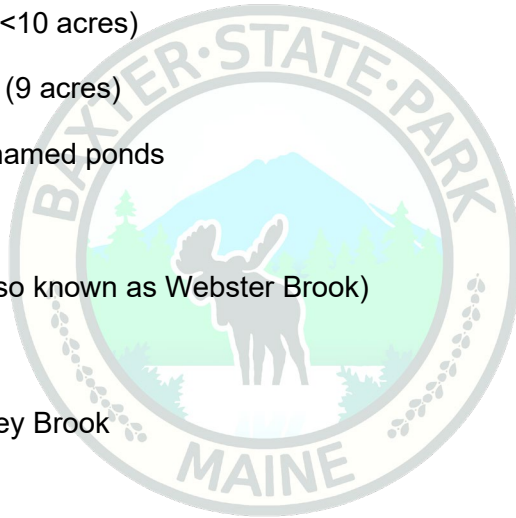 <10 acres)
(9 acres)
named ponds
so known as Webster Brook)
ey Brook
BAXTER·STATE·PARK
MAINE